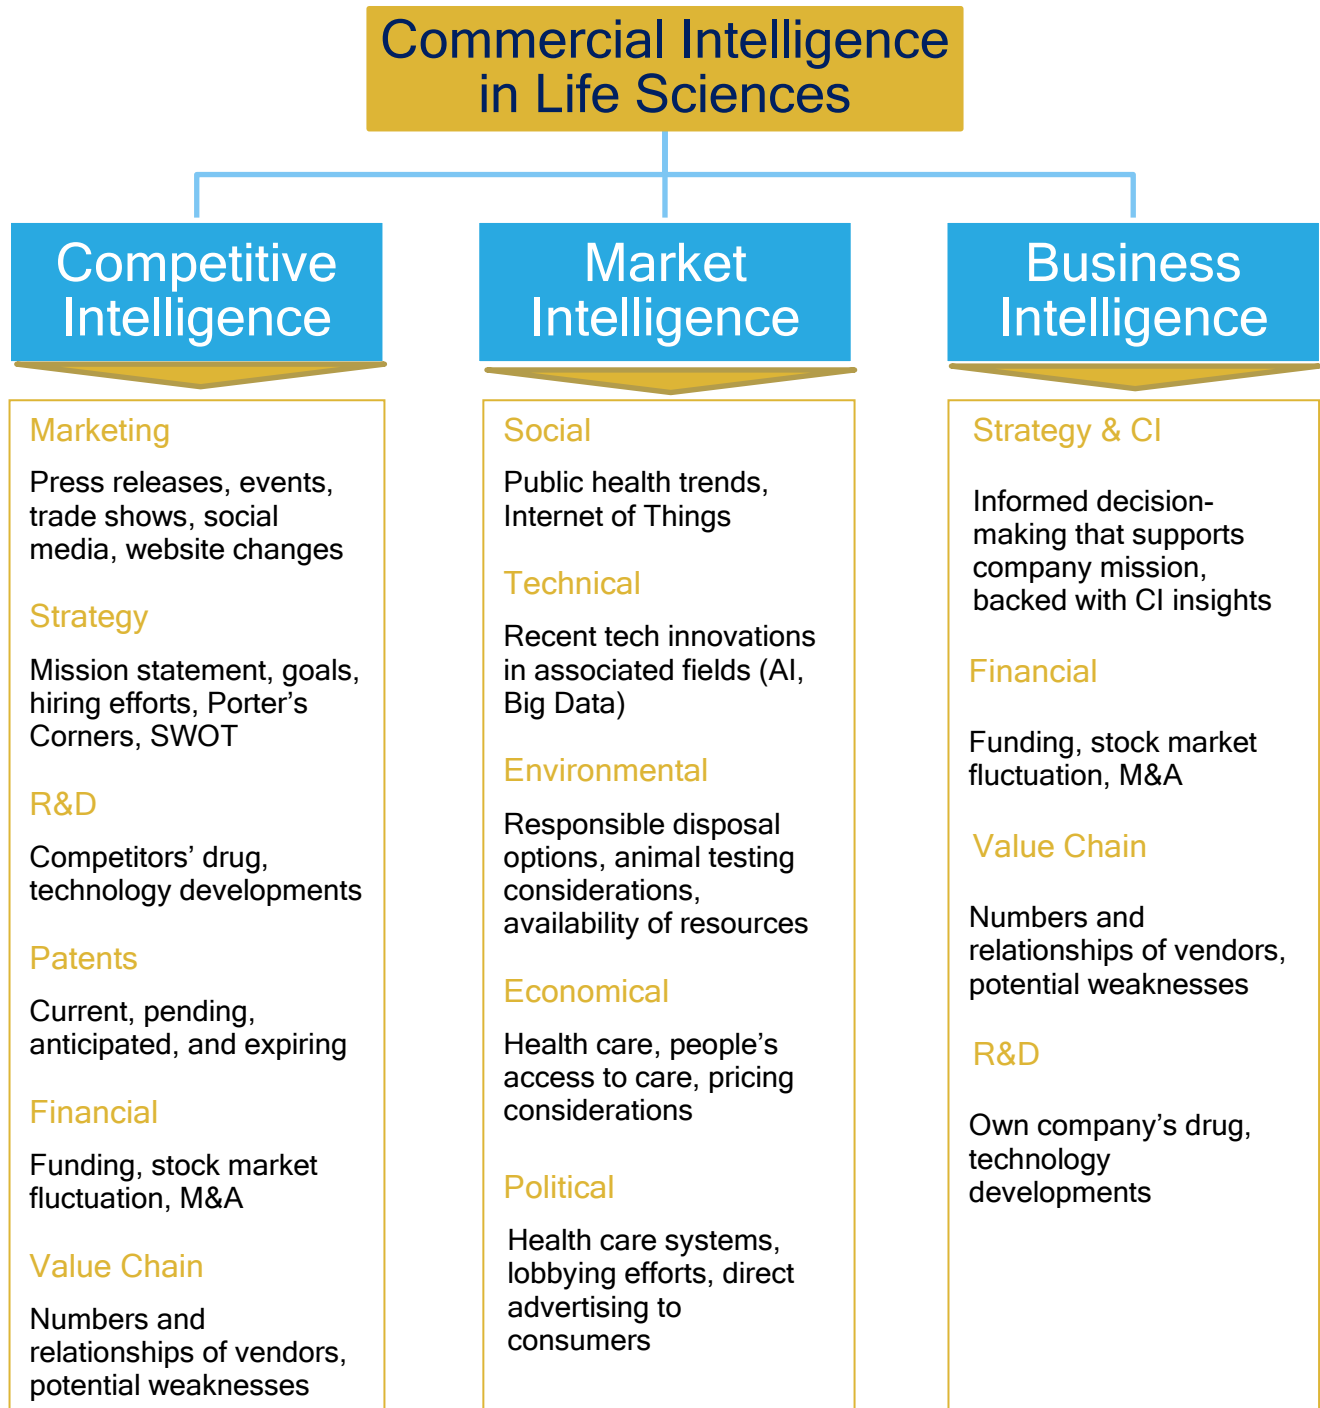 Commercial Intelligence
in Life Sciences
Competitive
Intelligence
Marketing
Press releases, events,
trade shows, social
media, website changes
Strategy
Mission statement, goals,
hiring efforts, Porter’s
Corners, SWOT
R&D
Competitors’ drug,
technology developments
Patents
Current, pending,
anticipated, and expiring
Financial
Funding, stock market
fluctuation, M&A
Value Chain
Numbers and
relationships of vendors,
potential weaknesses
Market
Intelligence
Social
Public health trends,
Internet of Things
Technical
Recent tech innovations
in associated fields (AI,
Big Data)
Environmental
Responsible disposal
options, animal testing
considerations,
availability of resources
Economical
Health care, people’s
access to care, pricing
considerations
Political
Health care systems,
lobbying efforts, direct
advertising to
consumers
Business
Intelligence
Strategy & CI
Informed decision-
making that supports
company mission,
backed with CI insights
Financial
Funding, stock market
fluctuation, M&A
Value Chain
Numbers and
relationships of vendors,
potential weaknesses
R&D
Own company’s drug,
technology
developments